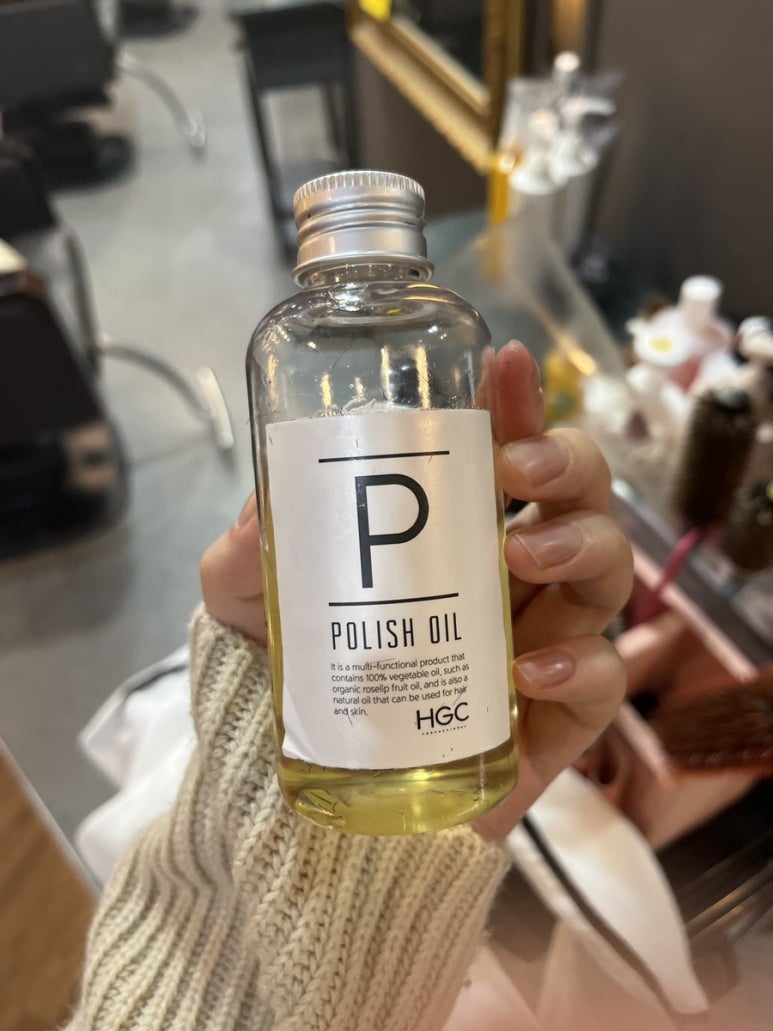 P
POLISH OIL
It is a multi-functional product that
contains 100% vegetable oil, such as
organic roselip fruit oil, and is also a
natural oil that can be used for hair
and skin.
HGC
PROFESSIONAL